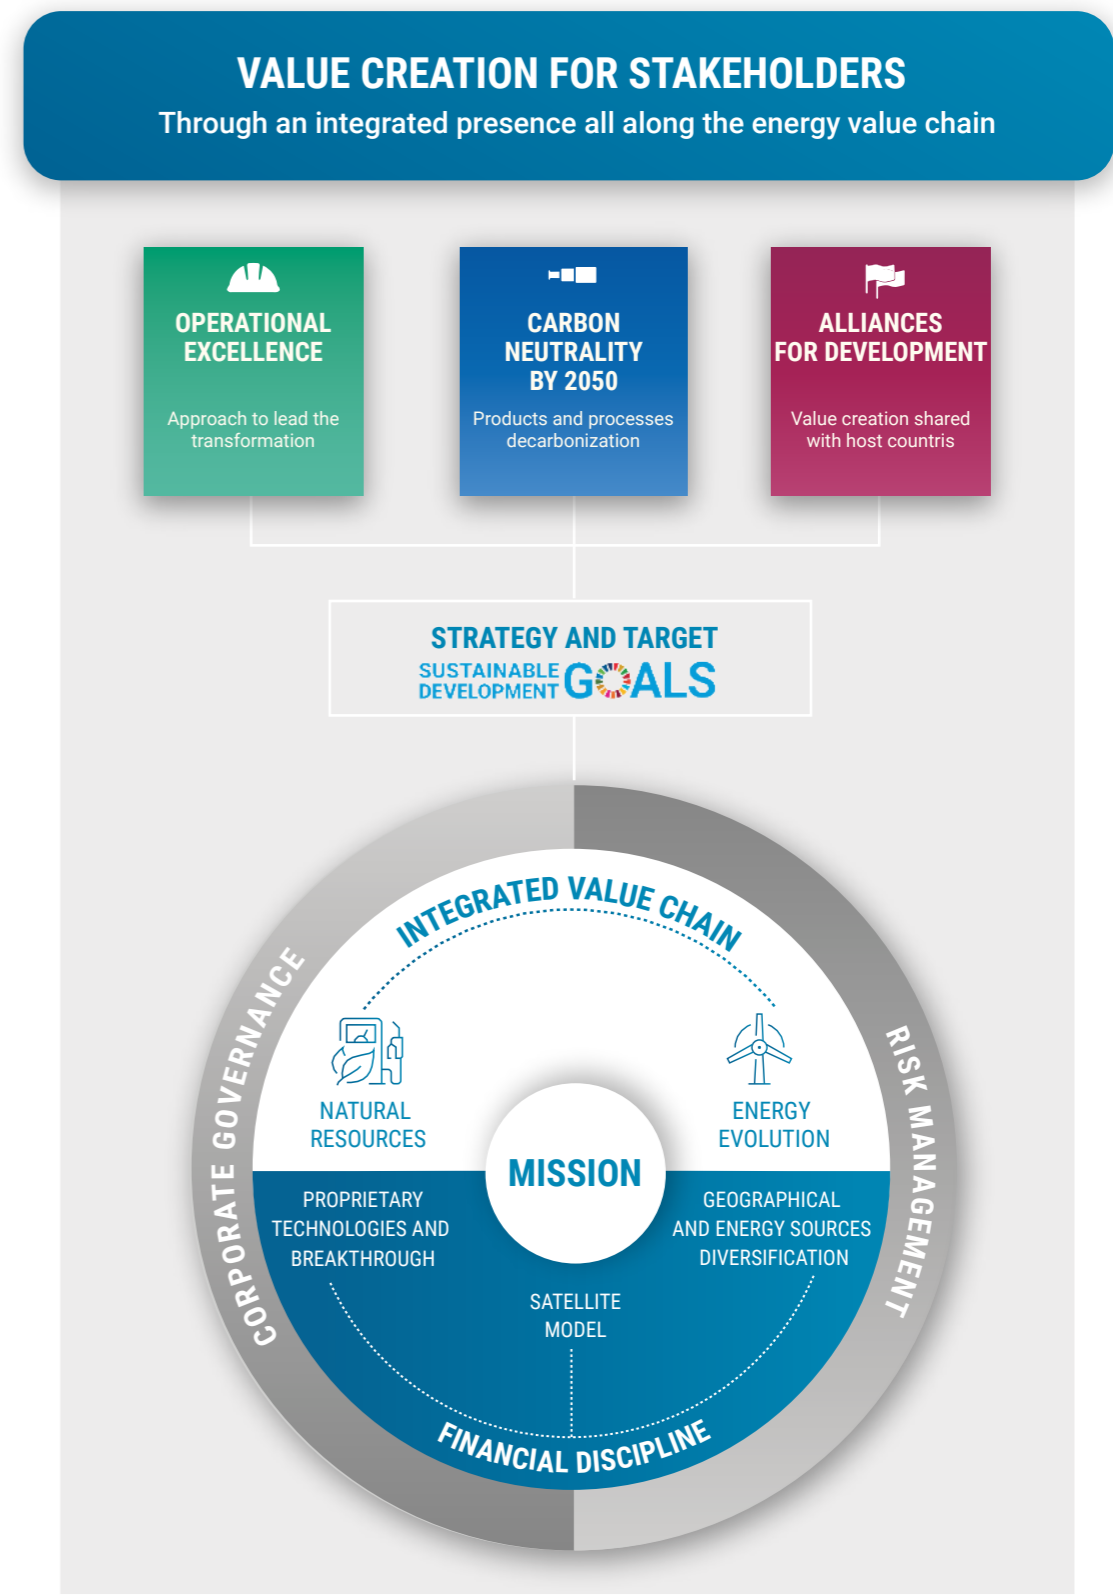 VALUE CREATION FOR STAKEHOLDERS
Through an integrated presence all along the energy value chain
OPERATIONAL
EXCELLENCE
Approach to lead the
transformation
CARBON
NEUTRALITY
BY 2050
Products and processes
decarbonization
ALLIANCES
FOR DEVELOPMENT
Value creation shared
with host countris
STRATEGY AND TARGET
SUSTAINABLE
DEVELOPMENT
GOALS
CORPORATE GOVERNANCE
RISK MANAGEMENT
INTEGRATED VALUE CHAIN
NATURAL
RESOURCES
ENERGY
EVOLUTION
MISSION
PROPRIETARY
TECHNOLOGIES AND
BREAKTHROUGH
SATELLITE
MODEL
GEOGRAPHICAL
AND ENERGY SOURCES
DIVERSIFICATION
FINANCIAL DISCIPLINE